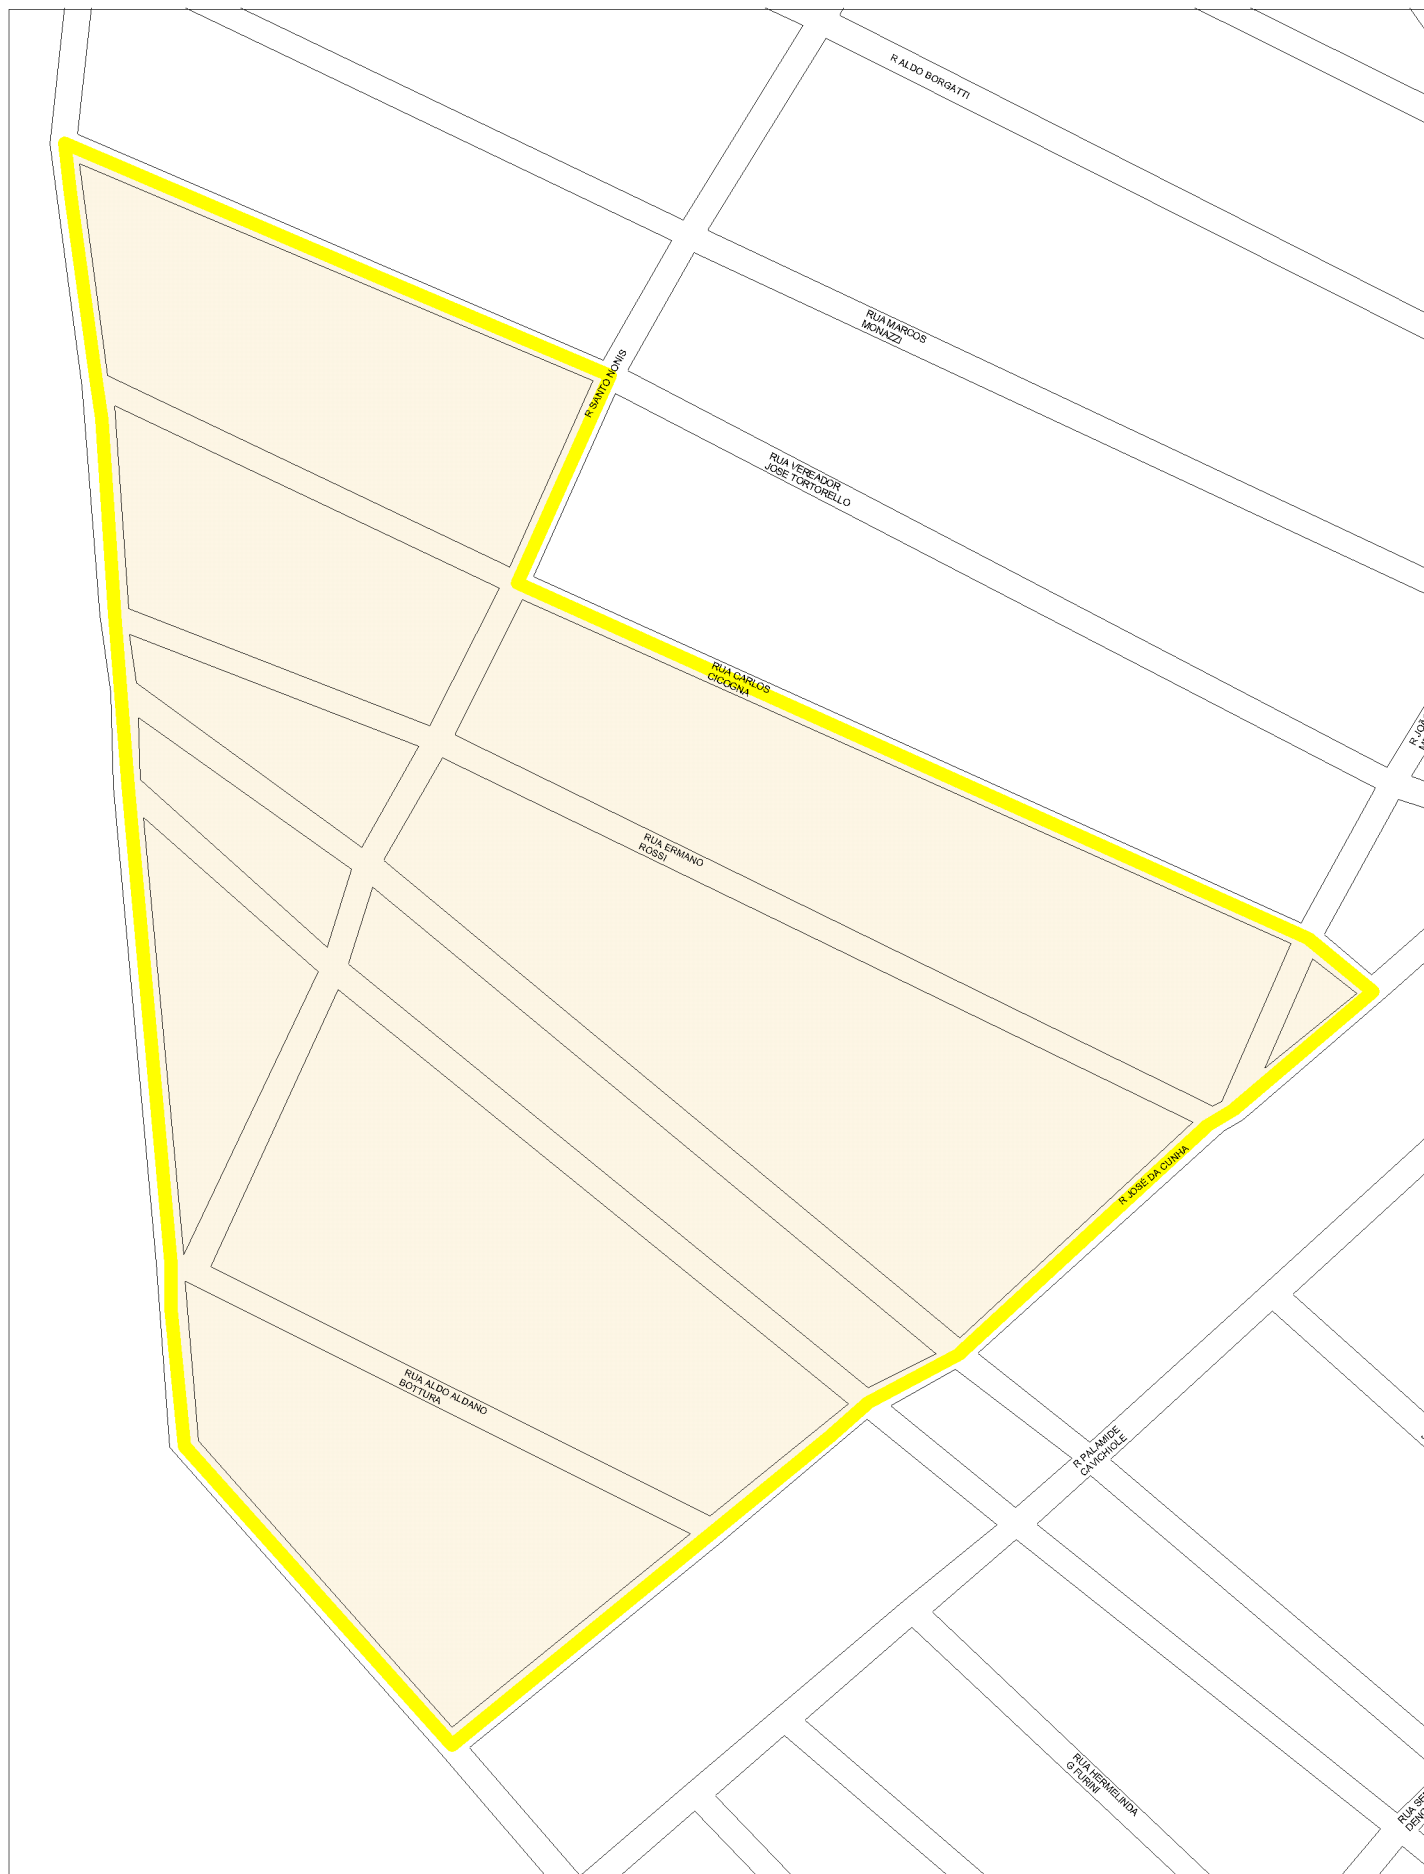 R ALDO BORGATTI
RUA MARCOS
MONAZZI
R SANTO NONIS
RUA VEREADOR
JOSE TORTORELLO
RUA CARLOS
CICOGNA
RUA ERMANO
ROSSI
R JOSÉ DA CUNHA
RUA ALDO ALDANO
BOTTURA
R PALAMIDE
CAVICHIOLE
RUA HERMELINDA
G FURINI